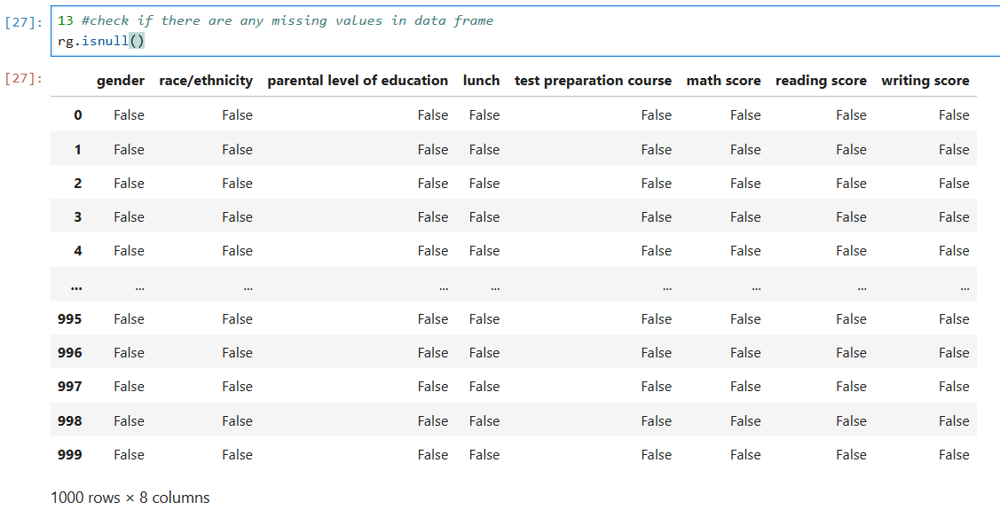 [27]: 13 #check if there are any missing values in data frame
rg.isnull()
[27]:
gender race/ethnicity parental level of education lunch test preparation course math score reading score writing score
0 False False False False False False False False
1 False False False False False False False False
2 False False False False False False False False
3 False False False False False False False False
4 False False False False False False False False
... ... ... ... ... ... ... ... ...
995 False False False False False False False False
996 False False False False False False False False
997 False False False False False False False False
998 False False False False False False False False
999 False False False False False False False False
1000 rows × 8 columns